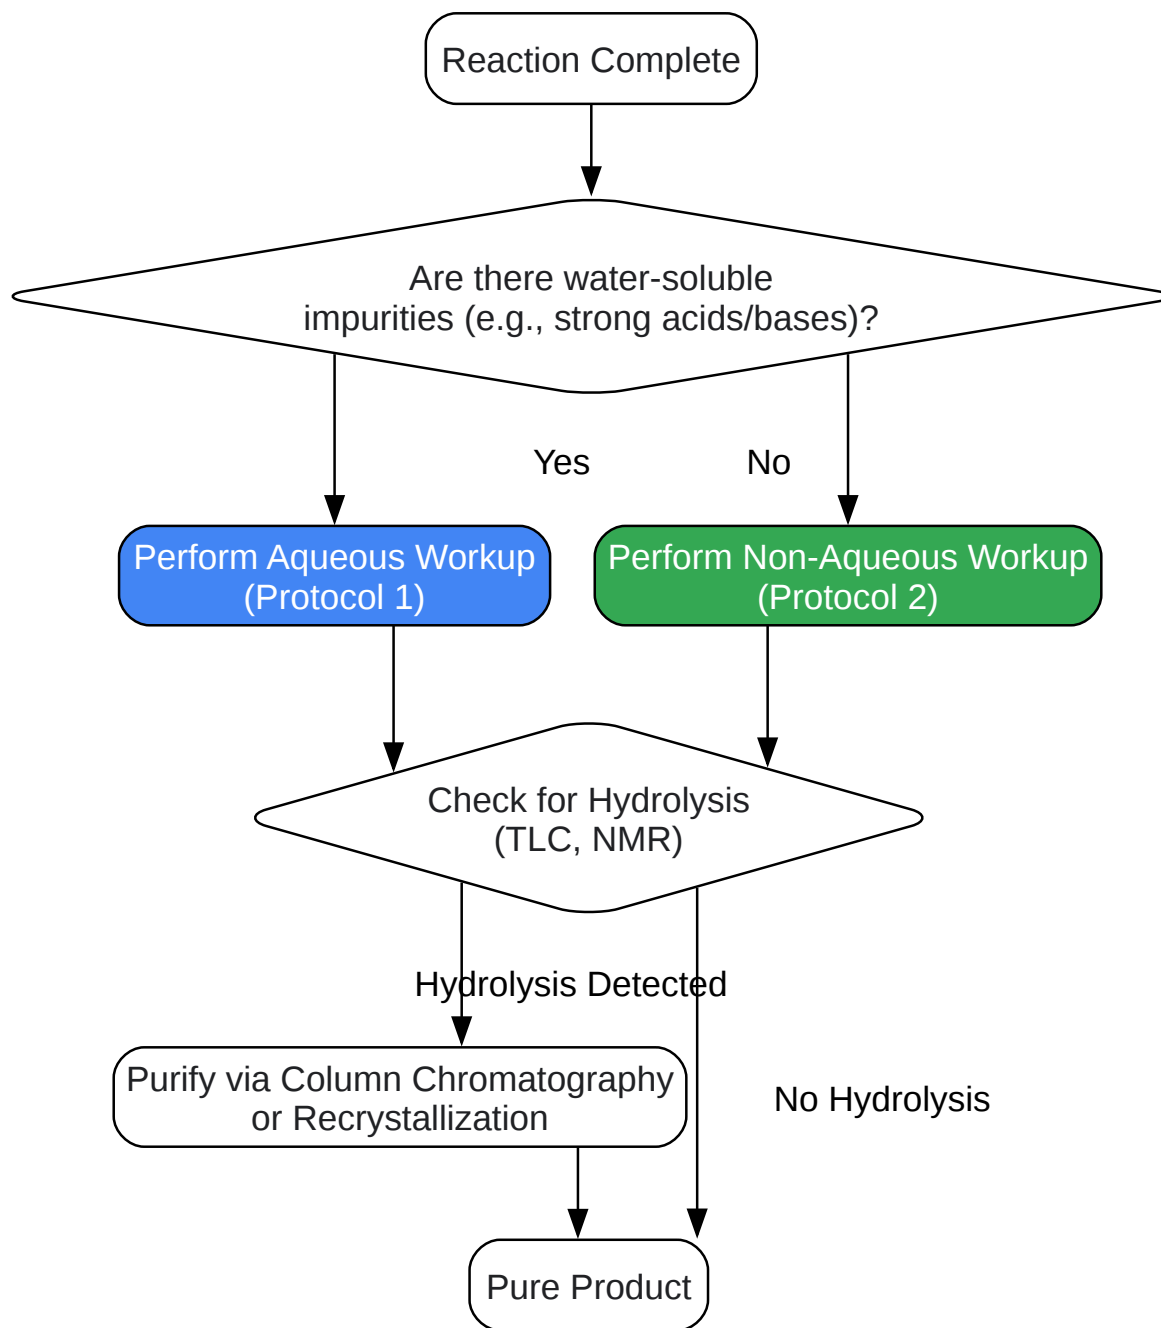 Reaction Complete
Are there water-soluble
impurities (e.g., strong acids/bases)?
Yes
No
Perform Aqueous Workup
(Protocol 1)
Perform Non-Aqueous Workup
(Protocol 2)
Check for Hydrolysis
(TLC, NMR)
Hydrolysis Detected
Purify via Column Chromatography
or Recrystallization
No Hydrolysis
Pure Product